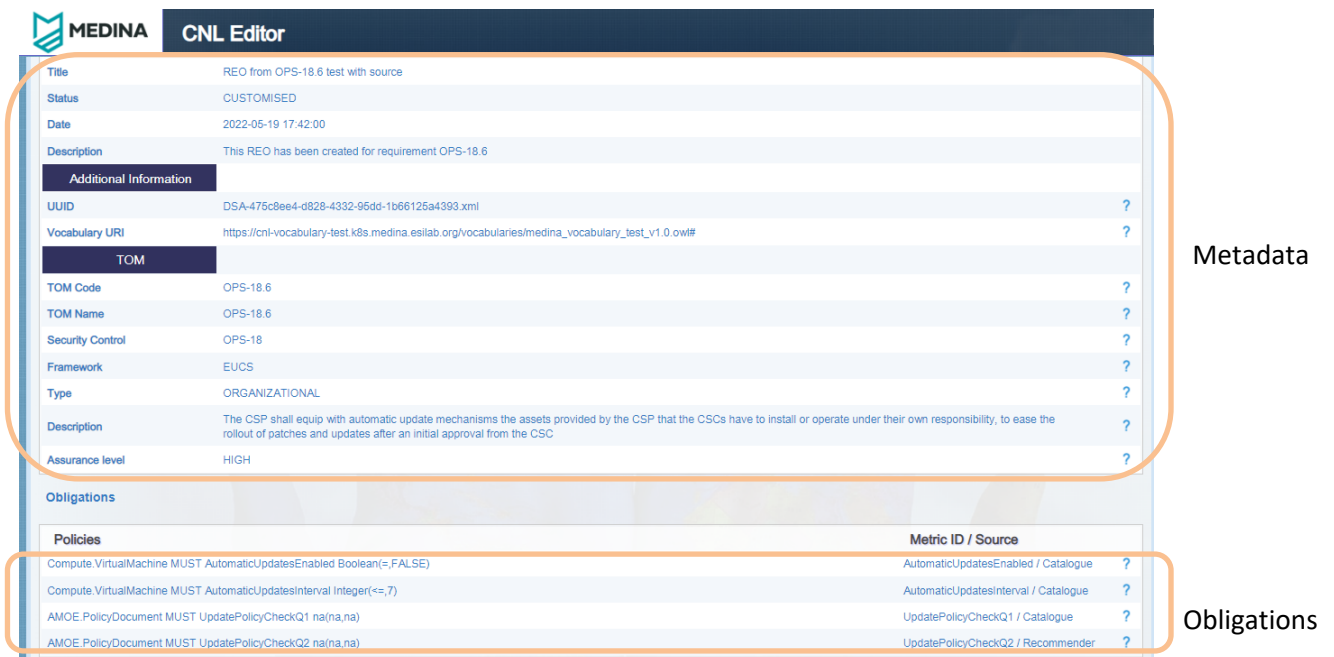 MEDINA CNL Editor
Title REO from OPS-18.6 test with source
Status CUSTOMISED
Date 2022-05-19 17:42:00
Description This REO has been created for requirement OPS-18.6
Additional Information
UUID DSA-475c8ee4-d828-4332-95dd-1b66125a4393.xml ?
Vocabulary URI https://cnl-vocabulary-test.k8s.medina.esilab.org/vocabularies/medina_vocabulary_test_v1.0.owl# ?
TOM
Metadata
TOM Code OPS-18.6 ?
TOM Name OPS-18.6 ?
Security Control OPS-18 ?
Framework EUCS ?
Type ORGANIZATIONAL ?
Description The CSP shall equip with automatic update mechanisms the assets provided by the CSP that the CSCs have to install or operate under their own responsibility, to ease the ?
rollout of patches and updates after an initial approval from the CSC
Assurance level HIGH ?
Obligations
Policies Metric ID / Source
Compute.VirtualMachine MUST AutomaticUpdatesEnabled Boolean(=,FALSE) AutomaticUpdatesEnabled / Catalogue ?
Compute.VirtualMachine MUST AutomaticUpdatesInterval Integer(<=,7) AutomaticUpdatesInterval / Catalogue ?
AMOE.PolicyDocument MUST UpdatePolicyCheckQ1 na(na,na) UpdatePolicyCheckQ1 / Catalogue ?
Obligations
AMOE.PolicyDocument MUST UpdatePolicyCheckQ2 na(na,na) UpdatePolicyCheckQ2 / Recommender ?